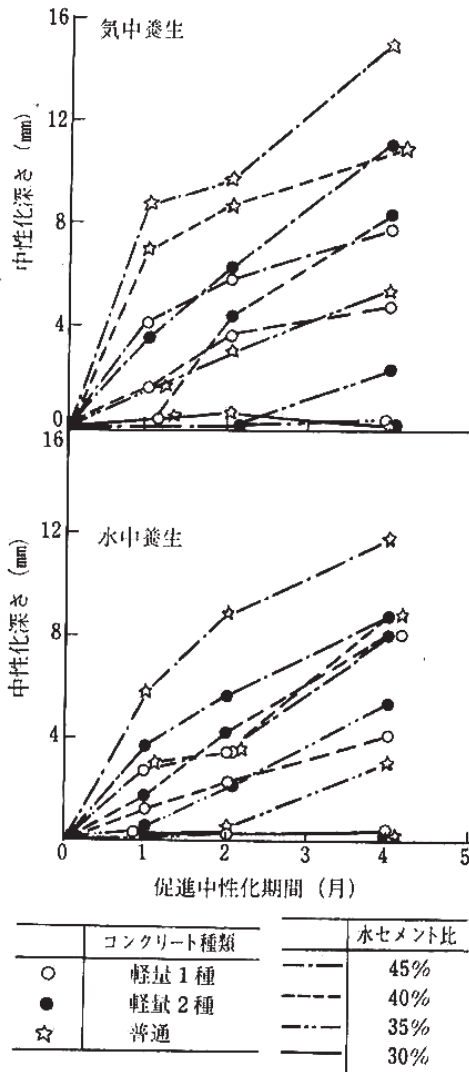 16
気中養生
12
8
4
0
中性化深さ (mm)
16
水中養生
12
8
4
中性化深さ (mm)
0 1 2 3 4 5
促進中性化期間 (月)
コンクリート種類
○ 軽量1種
● 軽量2種
☆ 普通
水セメント比
45%
40%
35%
30%